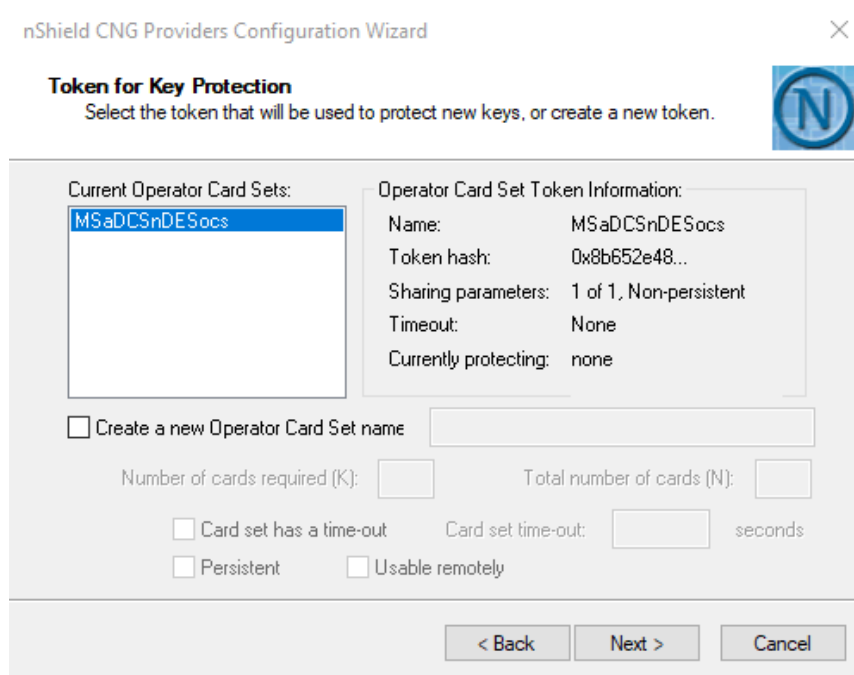 nShield CNG Providers Configuration Wizard
Token for Key Protection
Select the token that will be used to protect new keys, or create a new token.
N
Current Operator Card Sets:
MSaDCSnDESocs
Operator Card Set Token Information:
Name: MSaDCSnDESocs
Token hash: 0x8b652e48...
Sharing parameters: 1 of 1, Non-persistent
Timeout: None
Currently protecting: none
Create a new Operator Card Set name
Number of cards required (K): Total number of cards (N):
Card set has a time-out Card set time-out: seconds
Persistent Usable remotely
< Back Next > Cancel